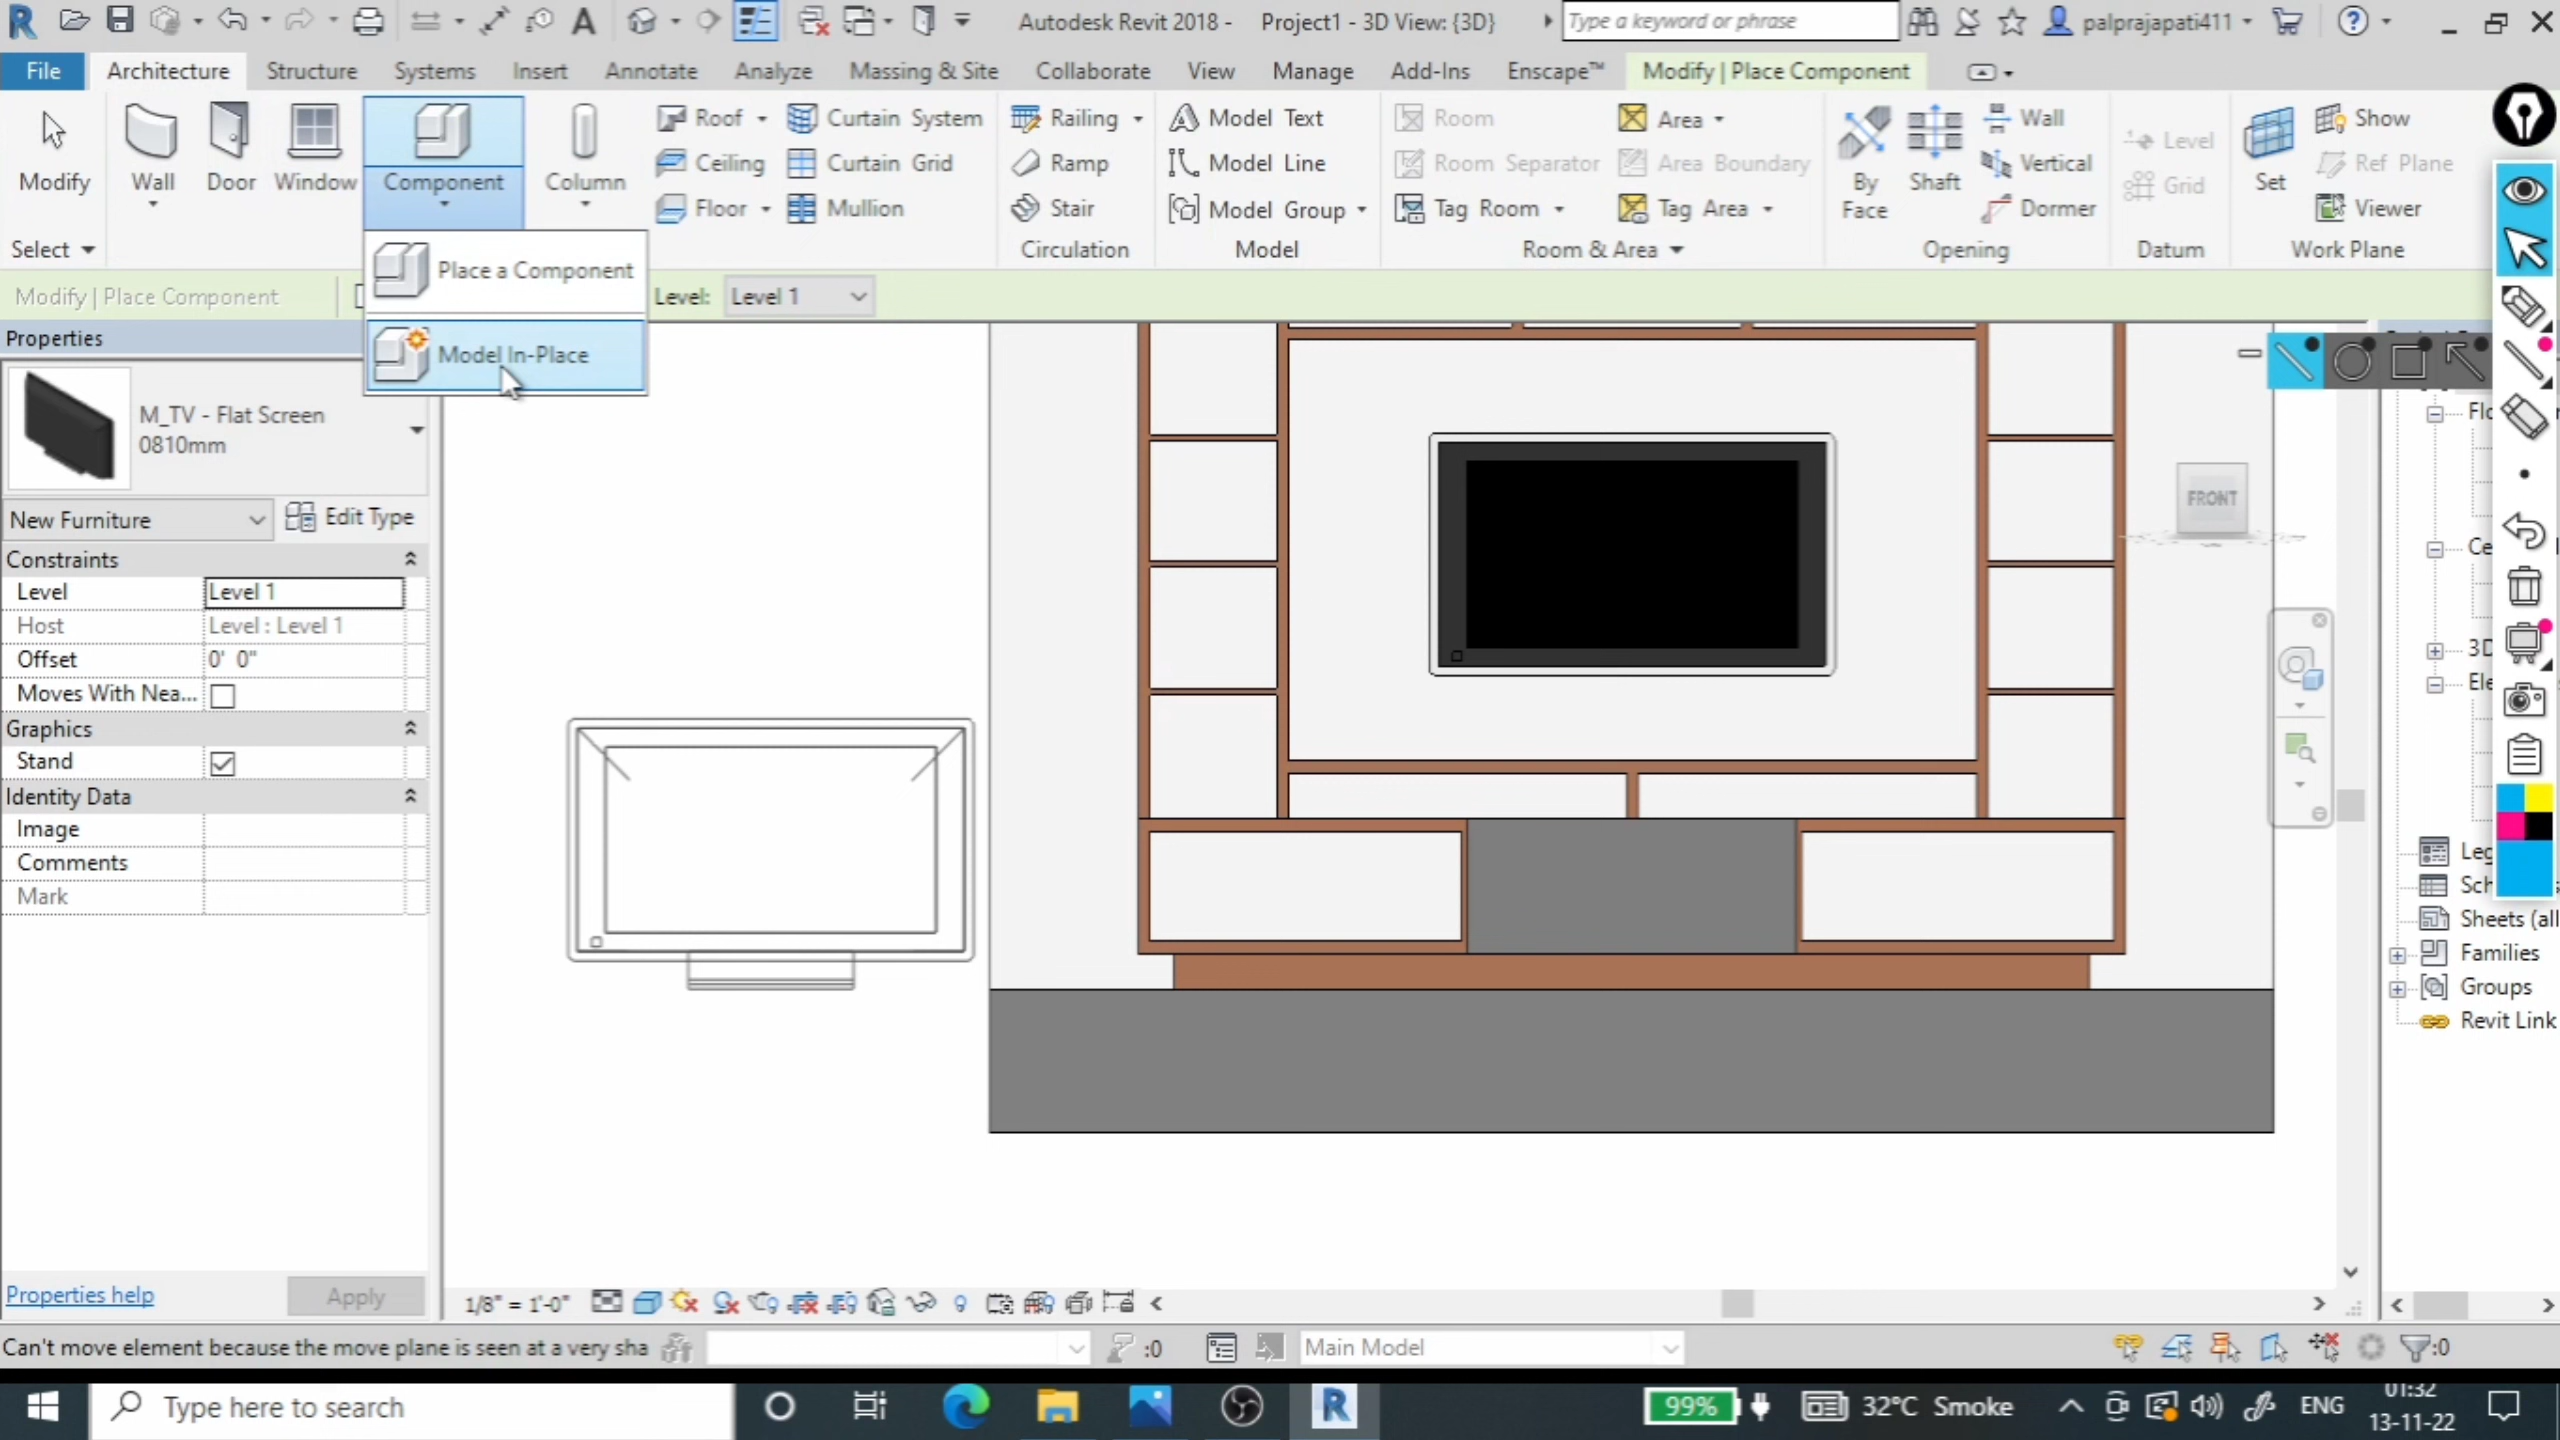 Autodesk Revit 2018 - Project1 - 3D View: {3D}
Type a keyword or phrase
palprajapati411
File Architecture Structure Systems Insert Annotate Analyze Massing & Site Collaborate View Manage Add-Ins Enscape™ Modify | Place Component
Modify Wall Door Window Component Column
Roof Curtain System
Ceiling Curtain Grid
Floor Mullion
Railing
Ramp
Stair
Model Text
Model Line
Model Group
Room Area
Room Separator Area Boundary
Tag Room Tag Area
By Face Shaft
Wall
Vertical
Dormer
Level
Grid
Set
Show
Ref Plane
Viewer
Select Circulation Model Room & Area Opening Datum Work Plane
Place a Component
Model In-Place
Modify | Place Component Level: Level 1
Properties
M_TV - Flat Screen
0810mm
New Furniture Edit Type
Constraints
Level Level 1
Host Level : Level 1
Offset 0' 0"
Moves With Nea...
Graphics
Stand
Identity Data
Image
Comments
Mark
Properties help Apply
FRONT
Flo
Ce
3D
Ele
Leg
Sch
Sheets (all
Families
Groups
Revit Link
1/8" = 1'-0"
Can't move element because the move plane is seen at a very sha
:0 Main Model :0
Type here to search
99% 32°C Smoke ENG
01:32
13-11-22